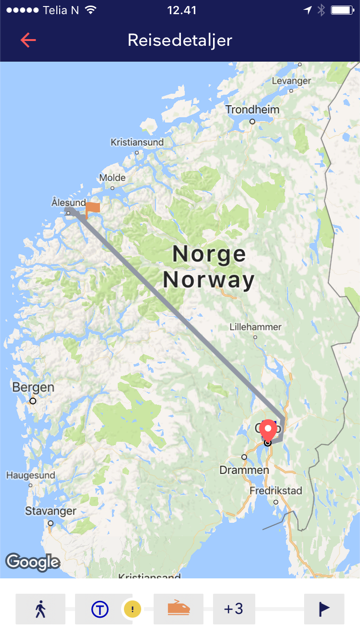 Telia N 12.41
Reisedetaljer
Levanger
Trondheim
Kristiansund
Molde
Ålesund
Norge
Norway
Lillehammer
Bergen
Drammen
Haugesund
Fredrikstad
Stavanger
Google
Kristiansand
T ! +3